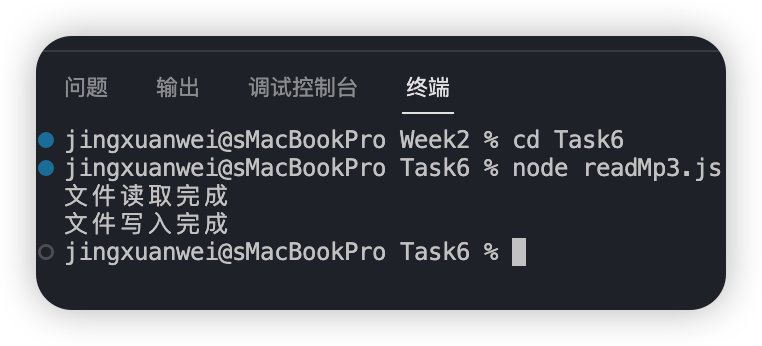 问题 输出 调试控制台 终端
jingxuanwei@sMacBookPro Week2 % cd Task6
jingxuanwei@sMacBookPro Task6 % node readMp3.js
文件读取完成
文件写入完成
jingxuanwei@sMacBookPro Task6 %